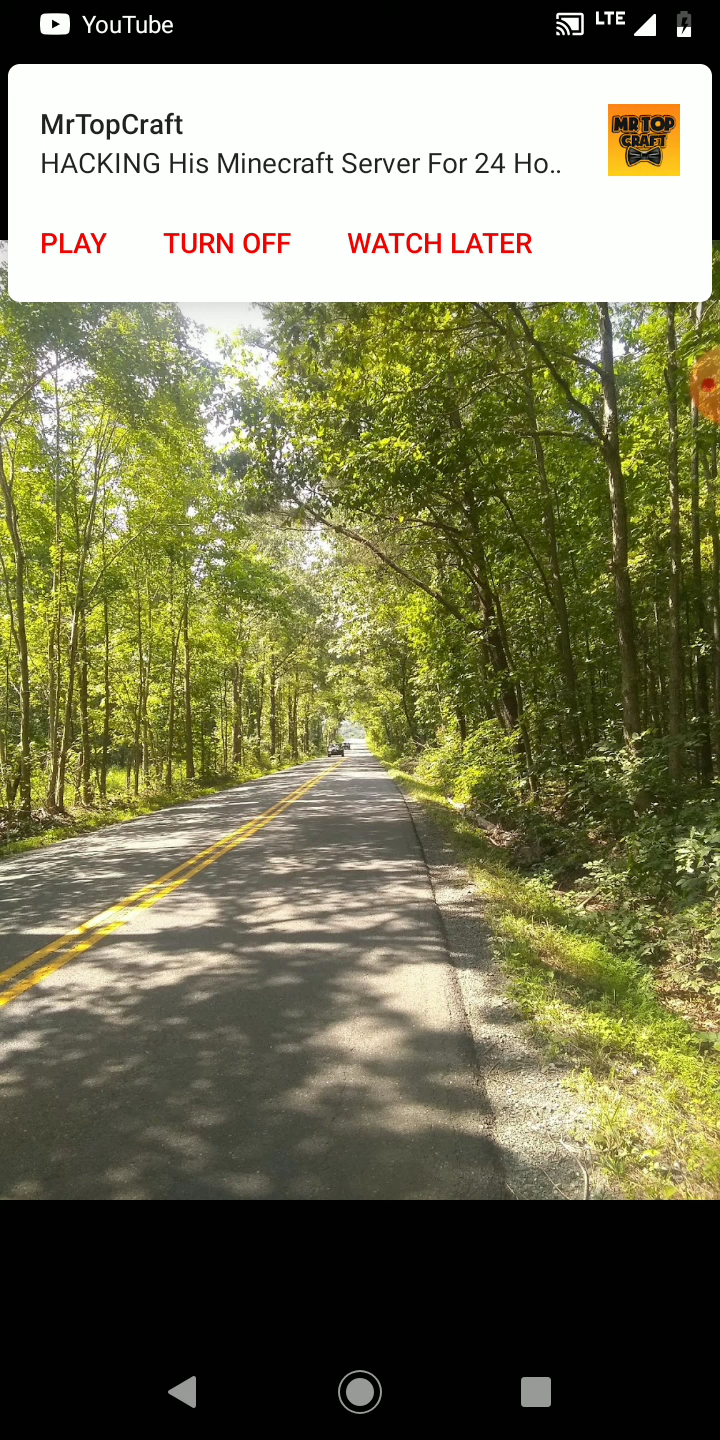 YouTube
LTE
MrTopCraft
HACKING His Minecraft Server For 24 Ho..
MR TOP
CRAFT
PLAY TURN OFF WATCH LATER